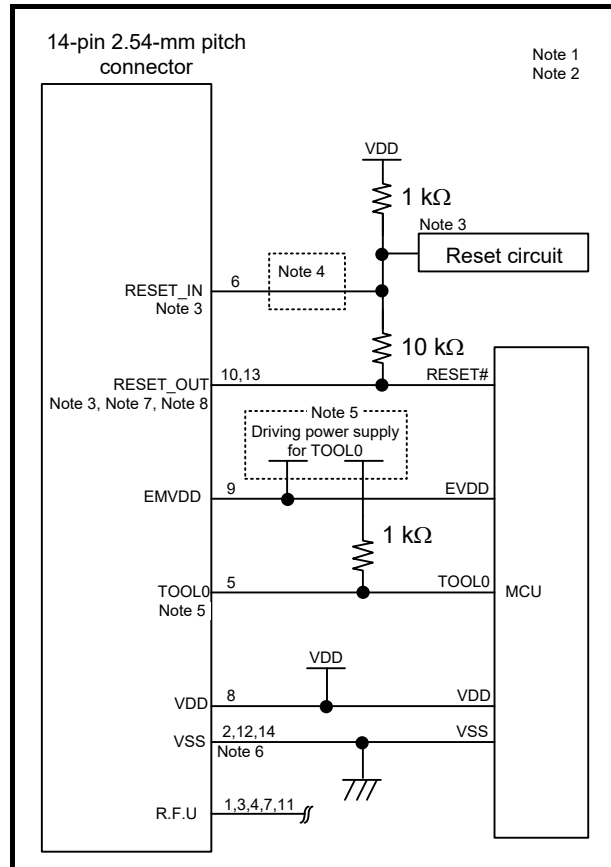 14-pin 2.54-mm pitch
connector
Note 1
Note 2
VDD
1 kΩ
Note 3
Reset circuit
Note 4
6
RESET_IN
Note 3
10 kΩ
10,13
RESET_OUT
RESET#
Note 3, Note 7, Note 8
Note 5
Driving power supply
for TOOL0
9
EMVDD
EVDD
1 kΩ
5
TOOL0
TOOL0
MCU
Note 5
VDD
8
VDD
VDD
2,12,14
VSS
VSS
Note 6
1,3,4,7,11
R.F.U